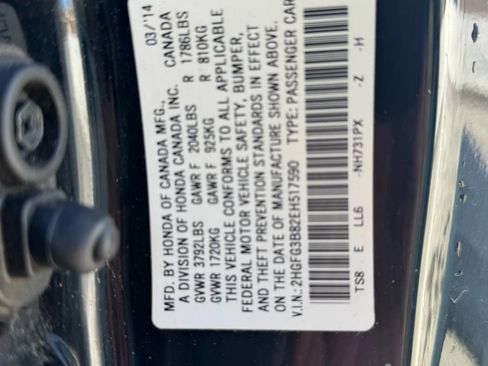 MFD. BY HONDA OF CANADA MFG., 03/'14
A DIVISION OF HONDA CANADA INC. CANADA
GVWR 3792LBS GAWR F 2040LBS R 1786LBS
GVWR 1720KG GAWR F 925KG R 810KG
THIS VEHICLE CONFORMS TO ALL APPLICABLE
FEDERAL MOTOR VEHICLE SAFETY, BUMPER,
AND THEFT PREVENTION STANDARDS IN EFFECT
ON THE DATE OF MANUFACTURE SHOWN ABOVE.
V.I.N.: 2HGFG3B82EH517590 TYPE: PASSENGER CAR
TS8 E LL6 -NH731PX -Z -H